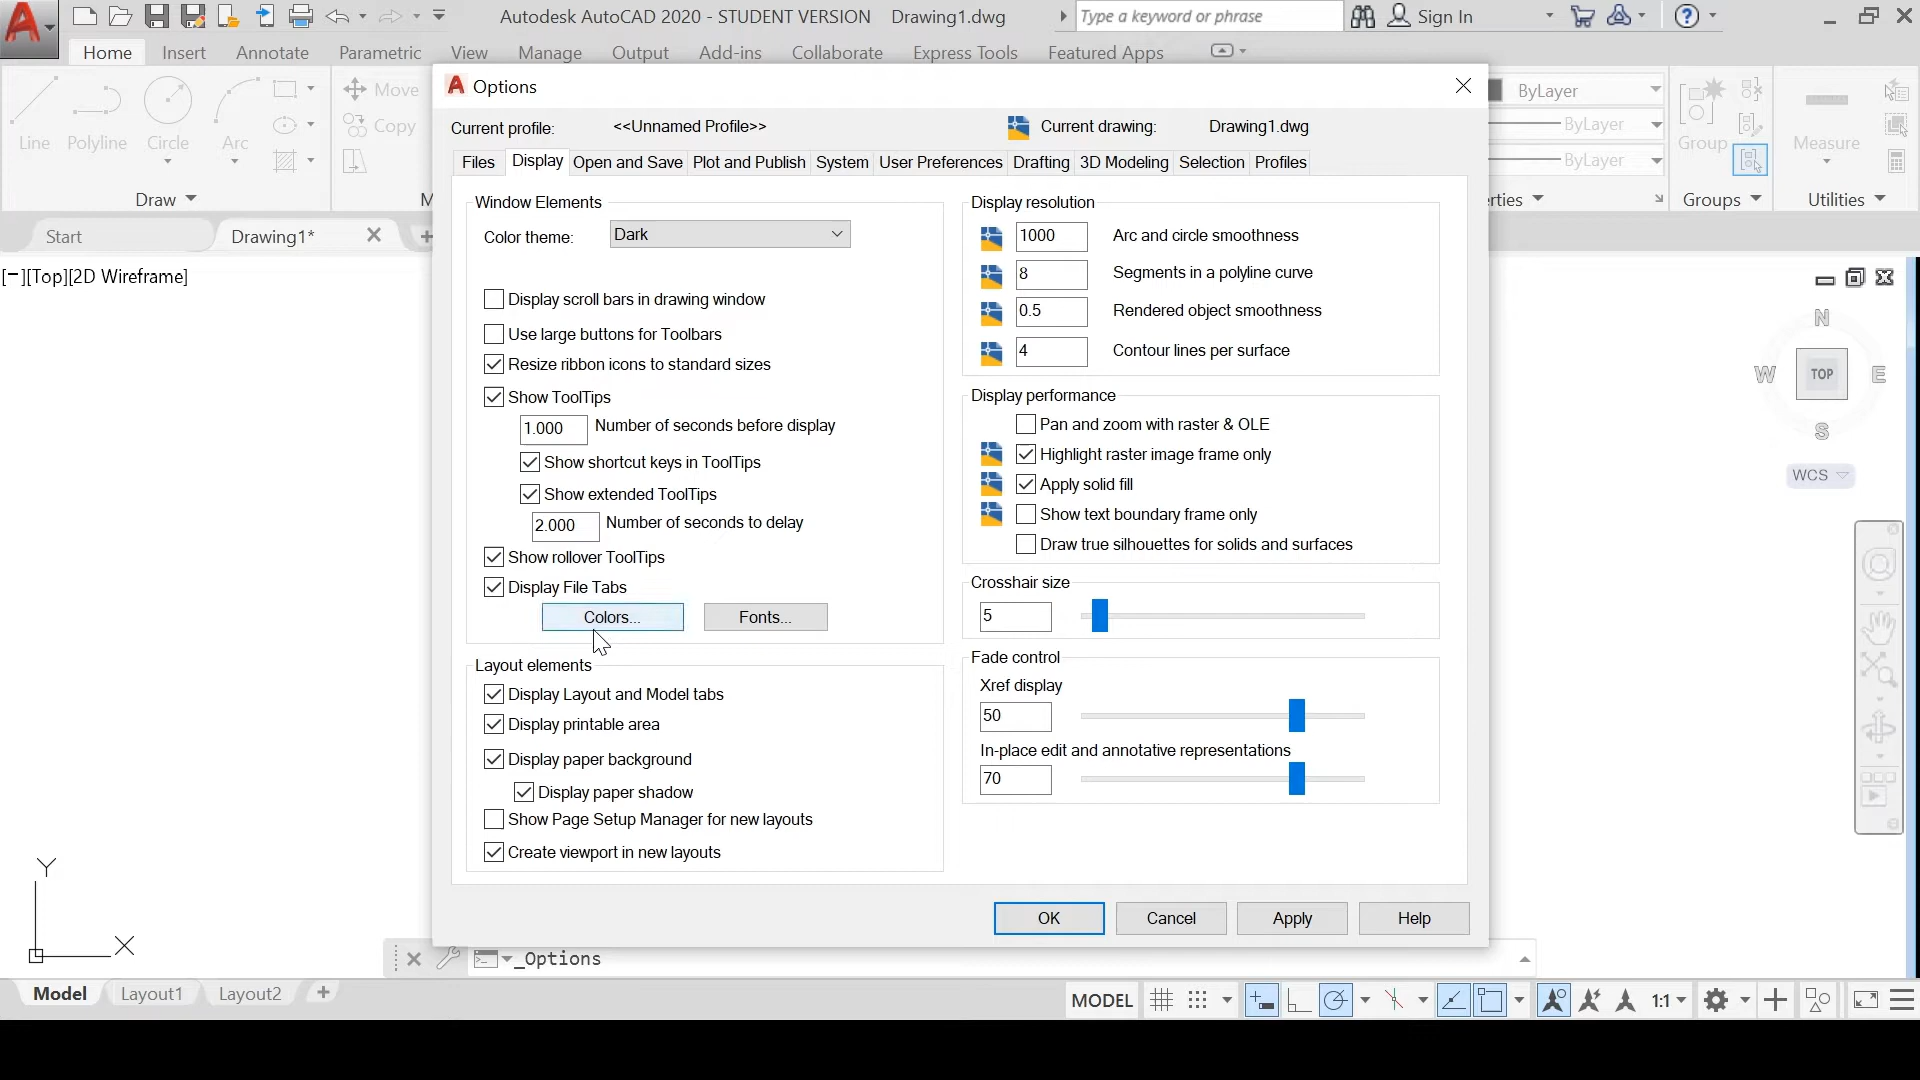 Autodesk AutoCAD 2020 - STUDENT VERSION Drawing1.dwg
Type a keyword or phrase
Sign In
Home Insert Annotate Parametric View Manage Output Add-ins Collaborate Express Tools Featured Apps
Line Polyline Circle Arc
Move
Copy
Draw
M
ByLayer
ByLayer
ByLayer
erties
Group
Groups
Measure
Utilities
Start
Drawing1*
[−][Top][2D Wireframe]
Options
Current profile: <<Unnamed Profile>>
Current drawing: Drawing1.dwg
Files Display Open and Save Plot and Publish System User Preferences Drafting 3D Modeling Selection Profiles
Window Elements
Color theme: Dark
Display scroll bars in drawing window
Use large buttons for Toolbars
Resize ribbon icons to standard sizes
Show ToolTips
1.000 Number of seconds before display
Show shortcut keys in ToolTips
Show extended ToolTips
2.000 Number of seconds to delay
Show rollover ToolTips
Display File Tabs
Colors... Fonts...
Layout elements
Display Layout and Model tabs
Display printable area
Display paper background
Display paper shadow
Show Page Setup Manager for new layouts
Create viewport in new layouts
Display resolution
1000 Arc and circle smoothness
8 Segments in a polyline curve
0.5 Rendered object smoothness
4 Contour lines per surface
Display performance
Pan and zoom with raster & OLE
Highlight raster image frame only
Apply solid fill
Show text boundary frame only
Draw true silhouettes for solids and surfaces
Crosshair size
5
Fade control
Xref display
50
In-place edit and annotative representations
70
OK Cancel Apply Help
N
W TOP E
S
WCS
Y
X
_Options
Model Layout1 Layout2
MODEL
1:1